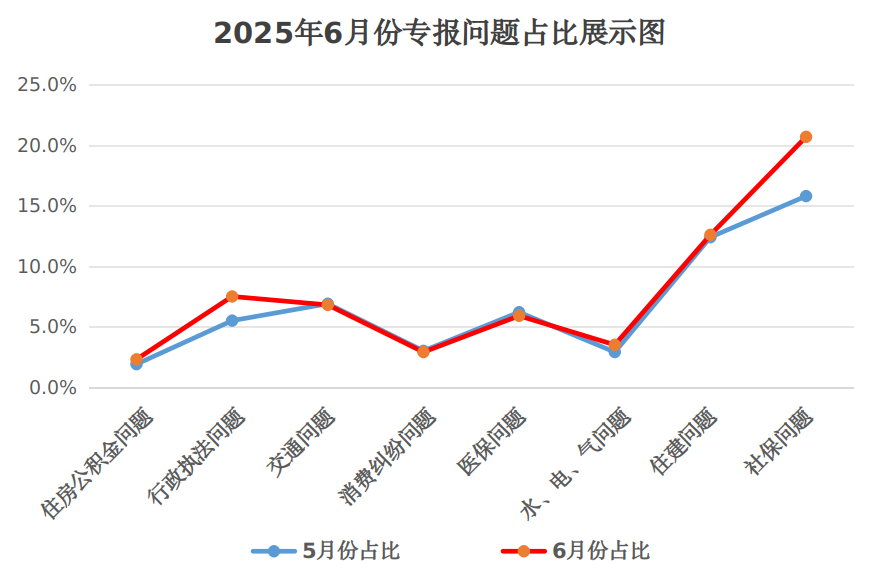 2025年6月份专报问题占比展示图
25.0%
20.0%
15.0%
10.0%
5.0%
0.0%
住房公积金问题
行政执法问题
交通问题
消费纠纷问题
医保问题
水、电、气问题
住建问题
社保问题
5月份占比
6月份占比